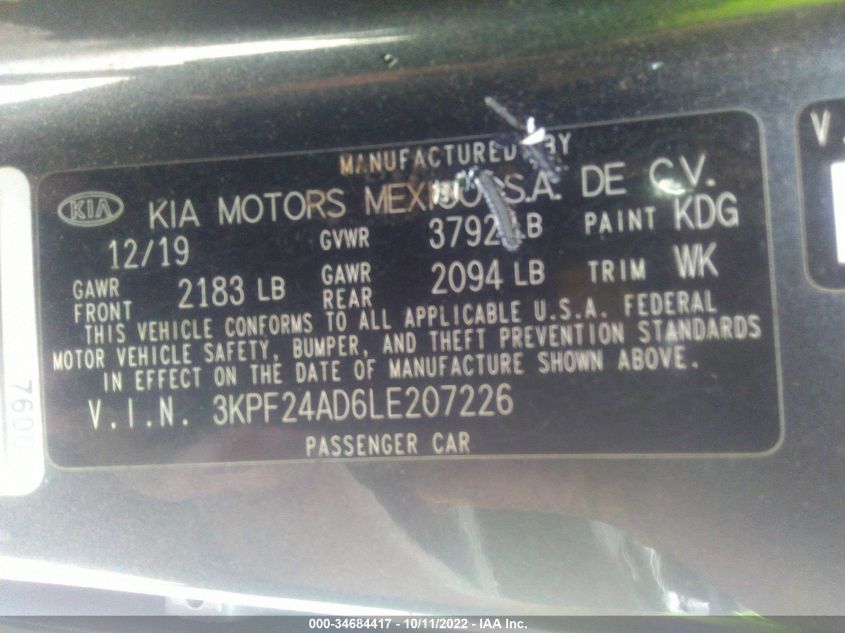 MANUFACTURED BY
KIA KIA MOTORS MEXICO, S.A. DE C.V.
12/19 GVWR 3792 LB PAINT KDG
GAWR FRONT 2183 LB GAWR REAR 2094 LB TRIM WK
THIS VEHICLE CONFORMS TO ALL APPLICABLE U.S.A. FEDERAL
MOTOR VEHICLE SAFETY, BUMPER, AND THEFT PREVENTION STANDARDS
IN EFFECT ON THE DATE OF MANUFACTURE SHOWN ABOVE.
V.I.N. 3KPF24AD6LE207226
PASSENGER CAR
V.
7600
000-34684417 - 10/11/2022 - IAA Inc.